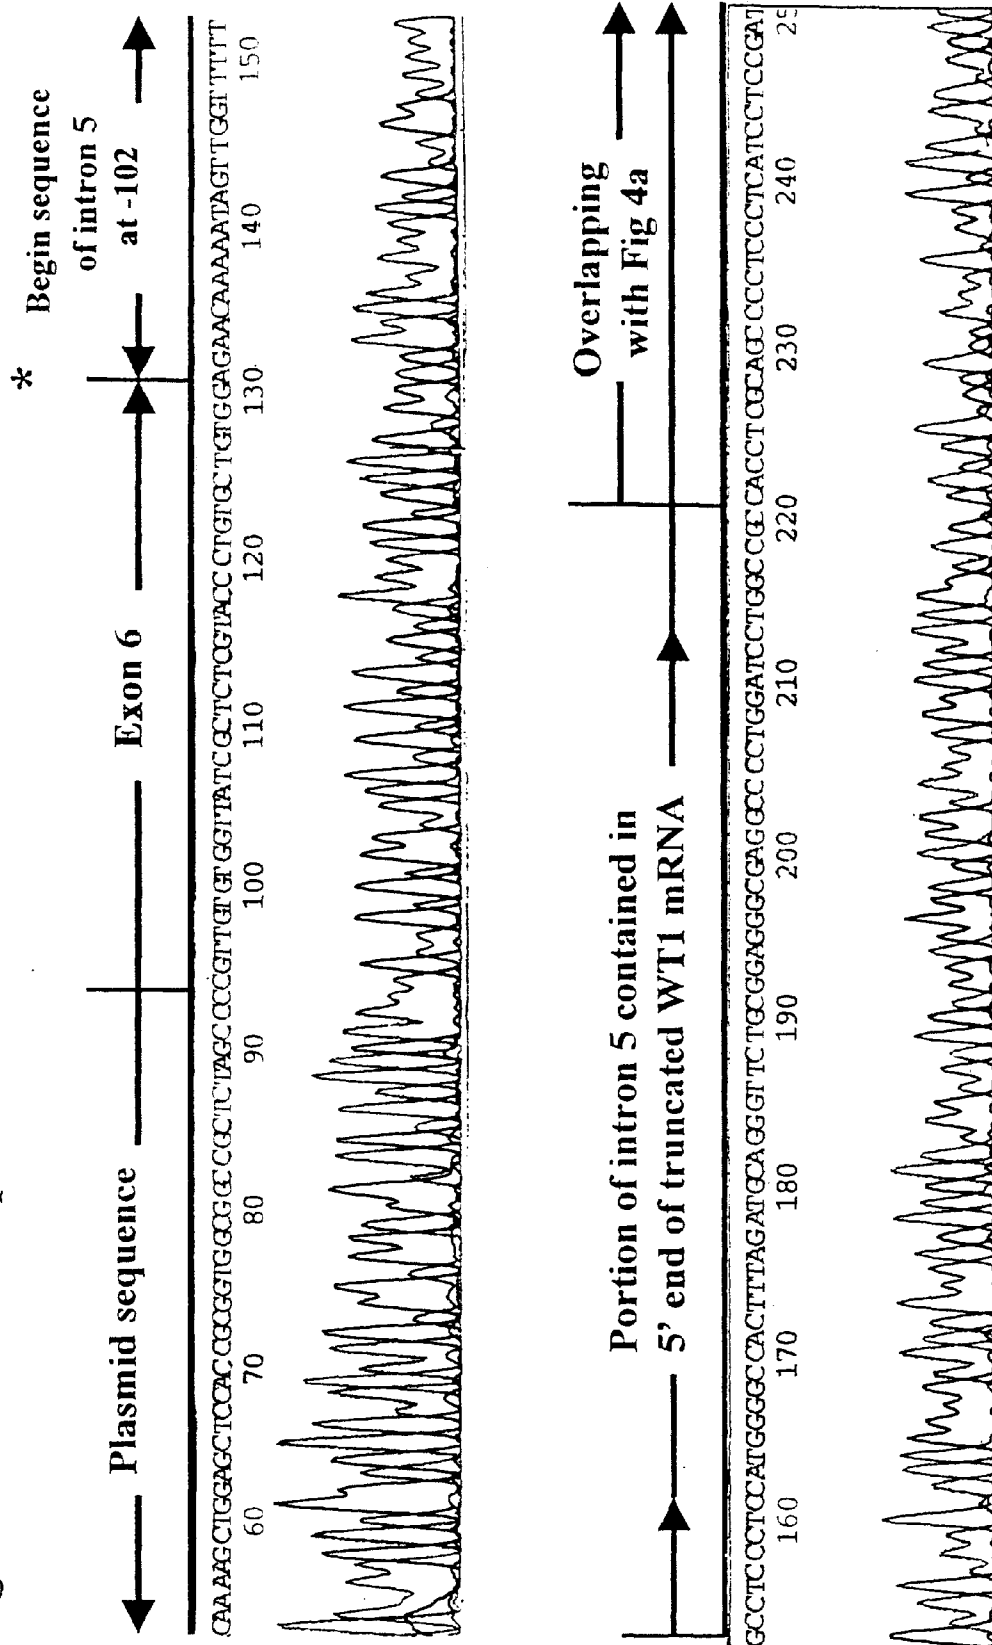 *
Begin sequence
of intron 5
at -102
Plasmid sequence
Exon 6
CAAAAGCTGGAGCTCCACCGCGGTGGCGGCCGCTCTAGCCCCGTTGTGTGGTTATCGCTCTCGTACCCTGTGCTGTGGAGAACAAAAATAGTTGGTTTTT
60 70 80 90 100 110 120 130 140 150
Overlapping
with Fig 4a
Portion of intron 5 contained in
5’ end of truncated WT1 mRNA
GCCTCCCCTCCATGGGGCCACTTTAGATGCAGGGTTCTGCGGAGGGCGAGGCCCCTGGATCCTGGCCGCCACCTCGCAGCCCCTCCCTCATCCTCCGAT
160 170 180 190 200 210 220 230 240